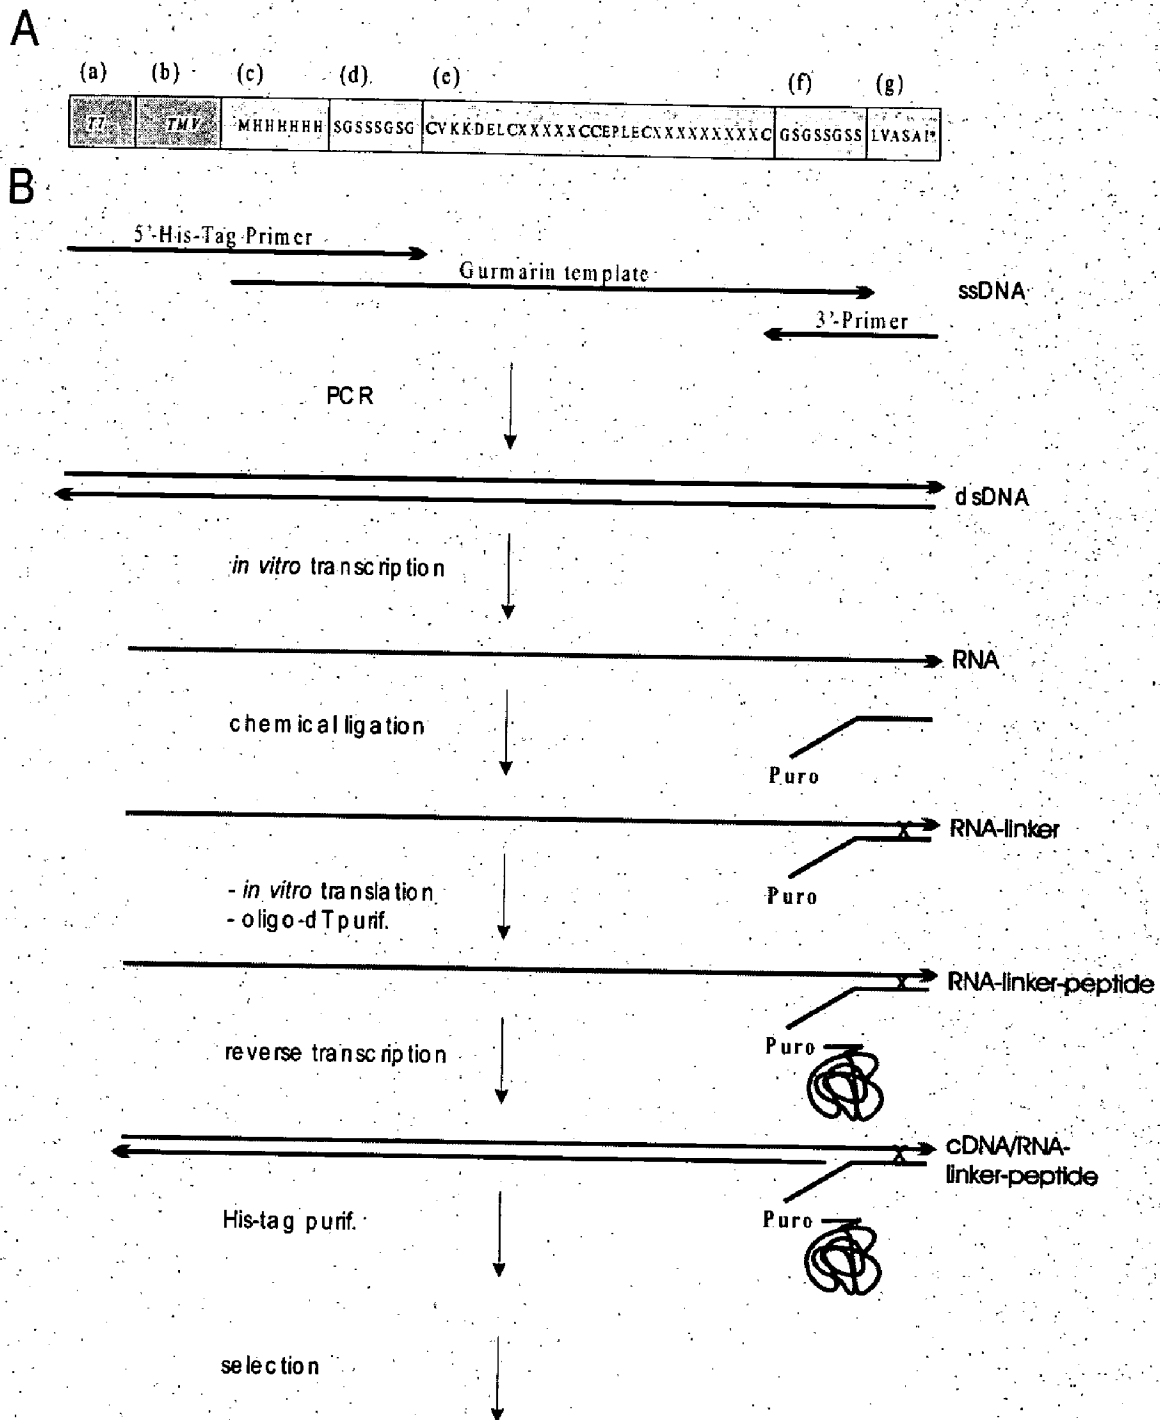 A
(a) (b) (c) (d) (e) (f) (g)
T7 TMV MHHHHHH SGSSSGSG CVKKDELCXXXXXCCEPLECXXXXXXXXXC GSGSSGSS LVASAI*
B
5'-His-Tag Primer
Gurmarin template
ssDNA
3'-Primer
PCR
dsDNA
in vitro transcription
RNA
chemical ligation
Puro
X
RNA-linker
Puro
- in vitro translation
- oligo-dT purif.
X
RNA-linker-peptide
Puro
reverse transcription
X
cDNA/RNA-
linker-peptide
Puro
His-tag purif.
selection